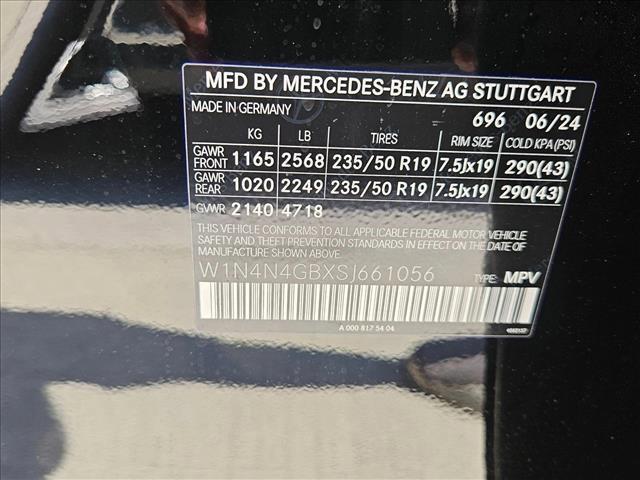 MFD BY MERCEDES-BENZ AG STUTTGART
MADE IN GERMANY 696 06/24
KG LB TIRES RIM SIZE COLD KPA(PSI)
GAWR FRONT 1165 2568 235/50 R19 7.5Jx19 290(43)
GAWR REAR 1020 2249 235/50 R19 7.5Jx19 290(43)
GVWR 2140 4718
THIS VEHICLE CONFORMS TO ALL APPLICABLE FEDERAL MOTOR VEHICLE
SAFETY AND THEFT PREVENTION STANDARDS IN EFFECT ON THE DATE OF
MANUFACTURE SHOWN ABOVE.
W1N4N4GBXSJ661056 TYPE: MPV
A 000 817 54 04